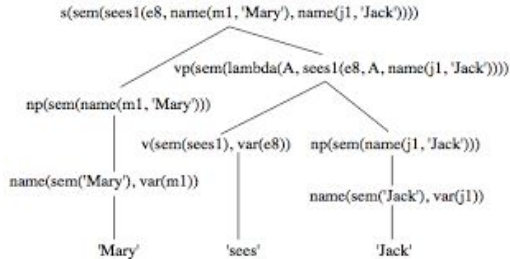 s(sem(sees1(e8, name(m1, 'Mary'), name(j1, 'Jack'))))
vp(sem(lambda(A, sees1(e8, A, name(j1, 'Jack'))))
np(sem(name(m1, 'Mary')))
v(sem(sees1), var(e8))
np(sem(name(j1, 'Jack')))
name(sem('Mary'), var(m1))
name(sem('Jack'), var(j1))
'Mary'
'sees'
'Jack'